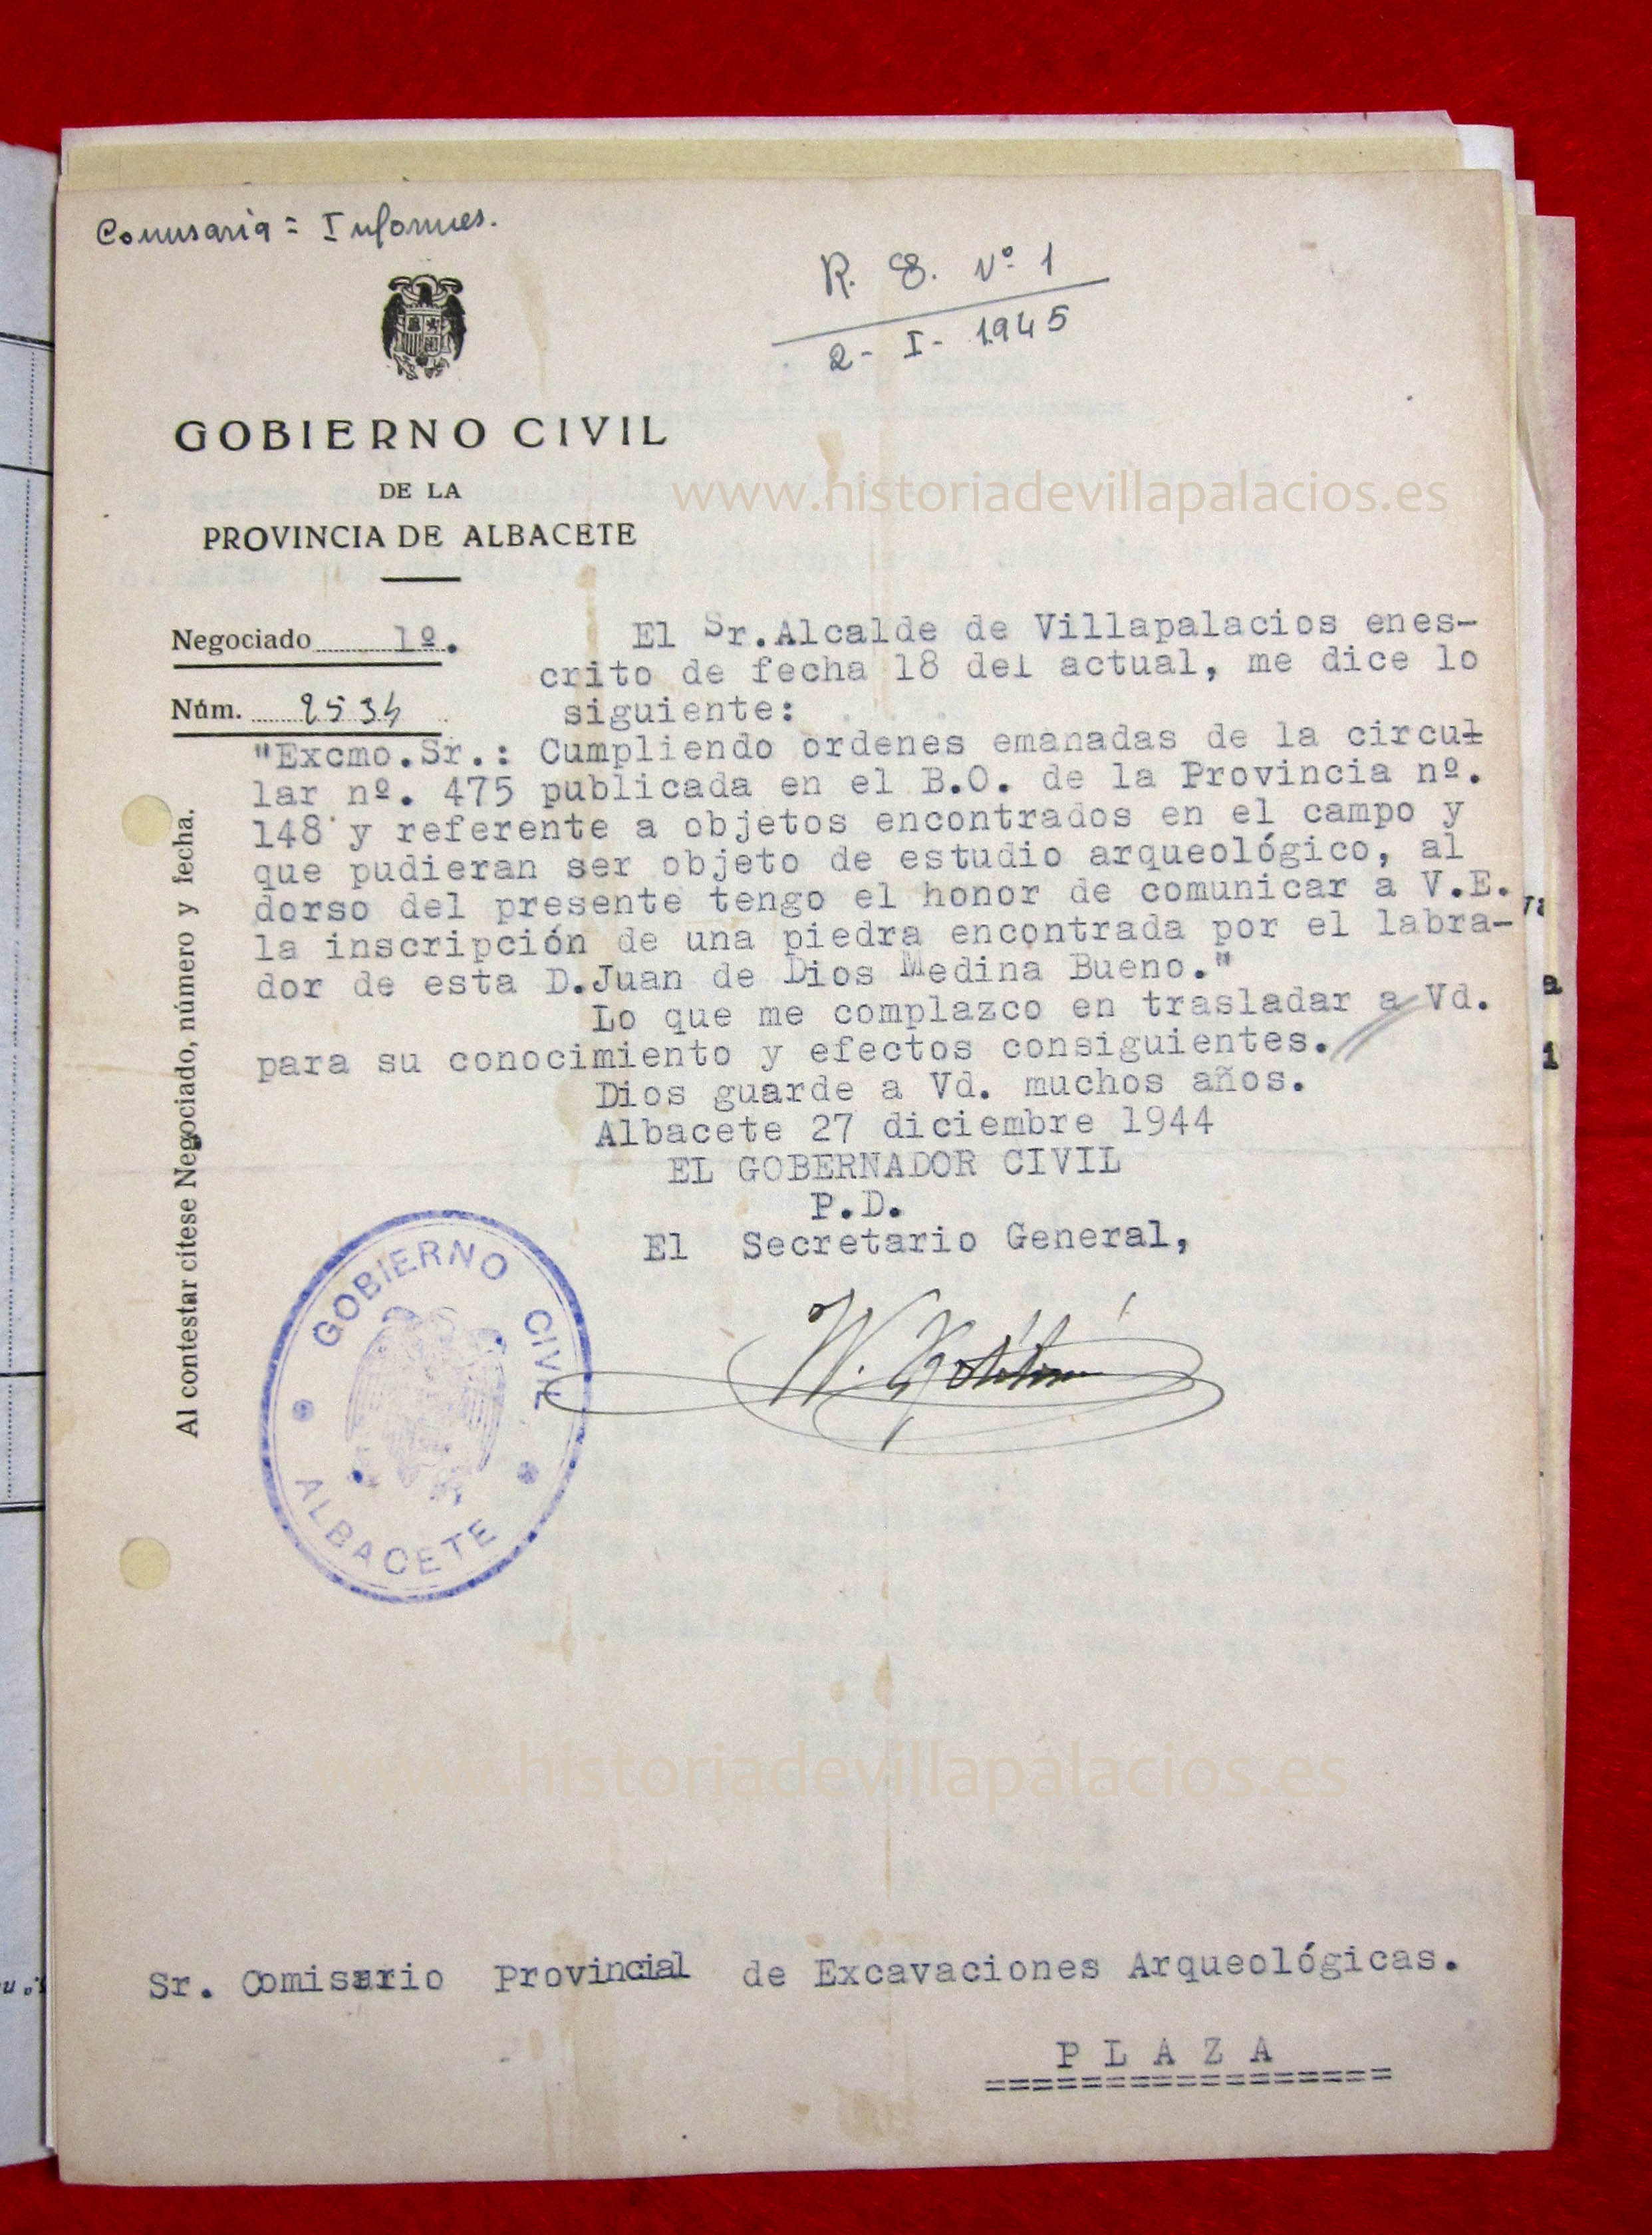 Comisaria = Informes.
R. E. Nº 1
2 - I - 1945
GOBIERNO CIVIL
DE LA
PROVINCIA DE ALBACETE
www.historiadevillapalacios.es
Negociado 1º.
Núm. 2534
El Sr.Alcalde de Villapalacios enes-
crito de fecha 18 del actual, me dice lo
siguiente:
"Excmo.Sr.: Cumpliendo ordenes emanadas de la circu-
lar nº. 475 publicada en el B.O. de la Provincia nº.
148 y referente a objetos encontrados en el campo y
que pudieran ser objeto de estudio arqueológico, al
dorso del presente tengo el honor de comunicar a V.E.
la inscripción de una piedra encontrada por el labra-
dor de esta D.Juan de Dios Medina Bueno."
Lo que me complazco en trasladar a Vd.
para su conocimiento y efectos consiguientes.
Dios guarde a Vd. muchos años.
Albacete 27 diciembre 1944
EL GOBERNADOR CIVIL
P.D.
El Secretario General,
Al contestar cítese Negociado, número y fecha.
GOBIERNO CIVIL
ALBACETE
www.historiadevillapalacios.es
Sr. Comisario Provincial de Excavaciones Arqueológicas.
P L A Z A
=================